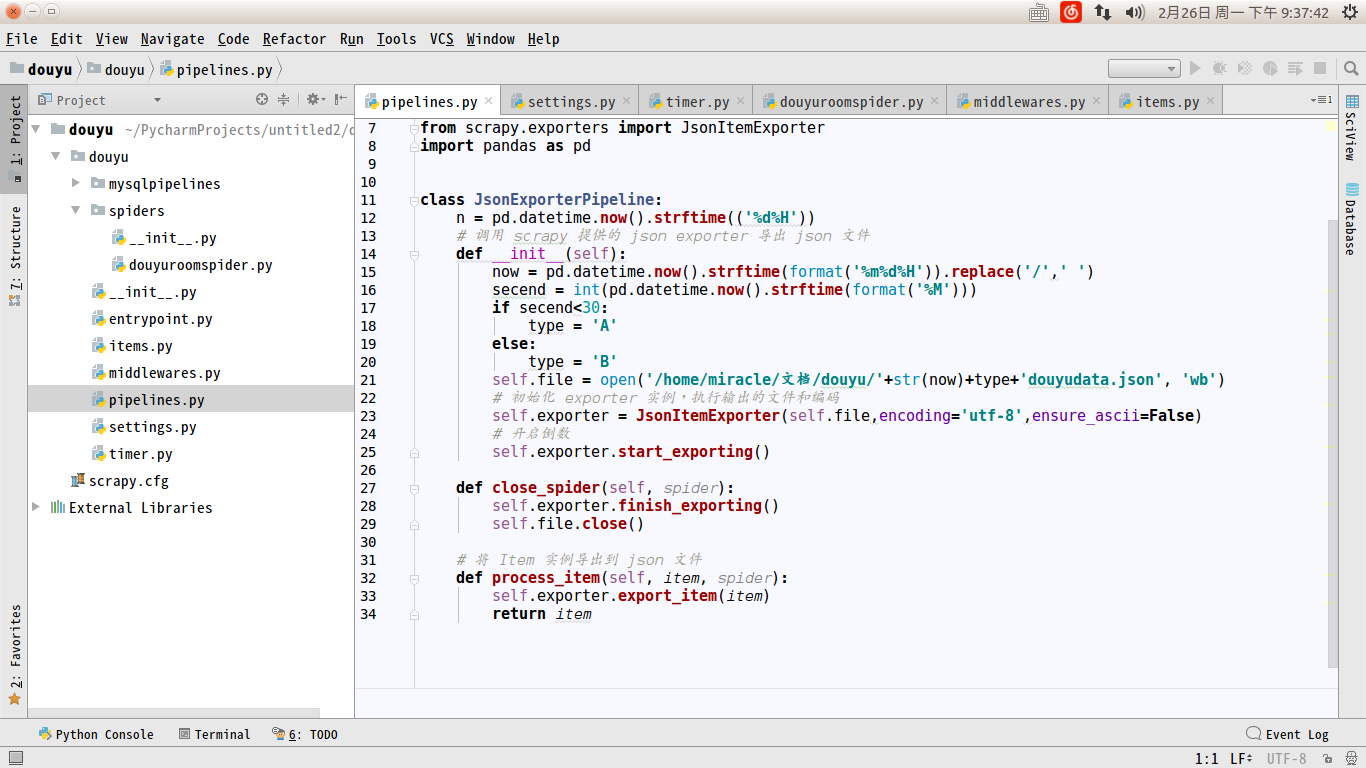 2月26日 周一 下午 9:37:42
File Edit View Navigate Code Refactor Run Tools VCS Window Help
douyu douyu pipelines.py
1: Project
7: Structure
2: Favorites
Project
douyu ~/PycharmProjects/untitled2/d
douyu
mysqlpipelines
spiders
__init__.py
douyuroomspider.py
__init__.py
entrypoint.py
items.py
middlewares.py
pipelines.py
settings.py
timer.py
scrapy.cfg
External Libraries
pipelines.py settings.py timer.py douyuroomspider.py middlewares.py items.py
7 from scrapy.exporters import JsonItemExporter
8 import pandas as pd
9
10
11 class JsonExporterPipeline:
12     n = pd.datetime.now().strftime(('%d%H'))
13     # 调用 scrapy 提供的 json exporter 导出 json 文件
14     def __init__(self):
15         now = pd.datetime.now().strftime(format('%m%d%H')).replace('/',' ')
16         secend = int(pd.datetime.now().strftime(format('%M')))
17         if secend<30:
18             type = 'A'
19         else:
20             type = 'B'
21         self.file = open('/home/miracle/文档/douyu/'+str(now)+type+'douyudata.json', 'wb')
22         # 初始化 exporter 实例，执行输出的文件和编码
23         self.exporter = JsonItemExporter(self.file,encoding='utf-8',ensure_ascii=False)
24         # 开启倒数
25         self.exporter.start_exporting()
26
27     def close_spider(self, spider):
28         self.exporter.finish_exporting()
29         self.file.close()
30
31     # 将 Item 实例导出到 json 文件
32     def process_item(self, item, spider):
33         self.exporter.export_item(item)
34         return item
1
SciView
Database
Python Console Terminal 6: TODO Event Log
1:1 LF UTF-8